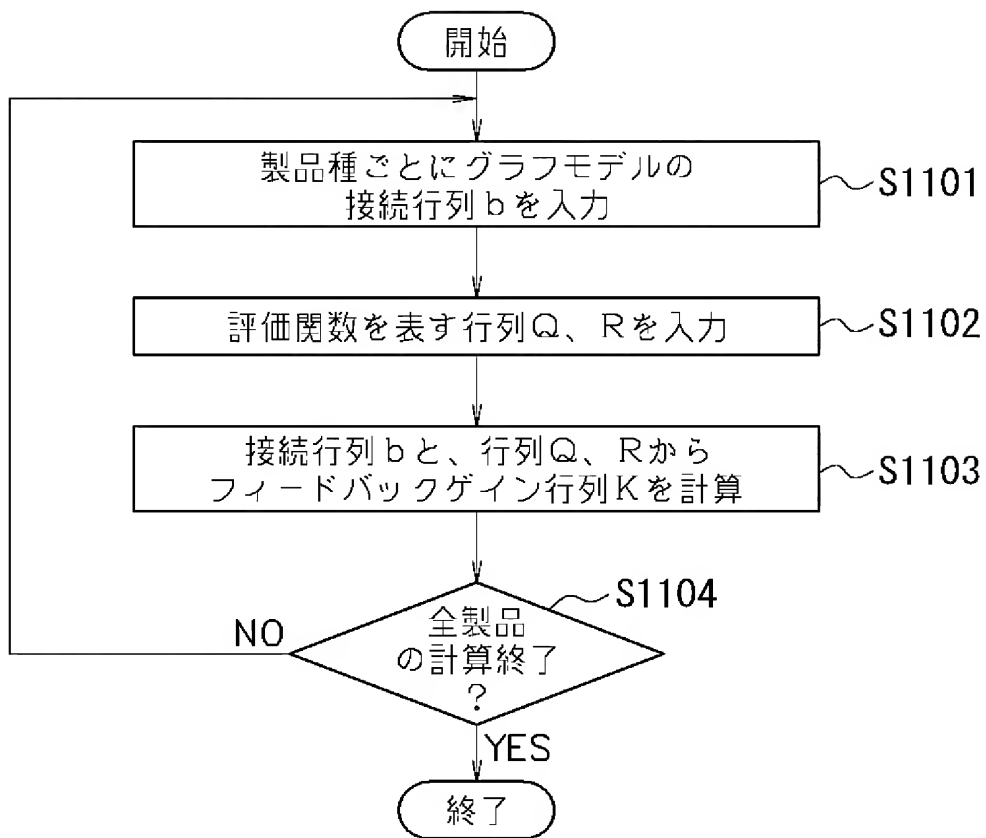 開始
製品種ごとにグラフモデルの
接続行列bを入力
S1101
評価関数を表す行列Q、Rを入力
S1102
接続行列bと、行列Q、Rから
フィードバックゲイン行列Kを計算
S1103
S1104
全製品
の計算終了
?
NO
YES
終了